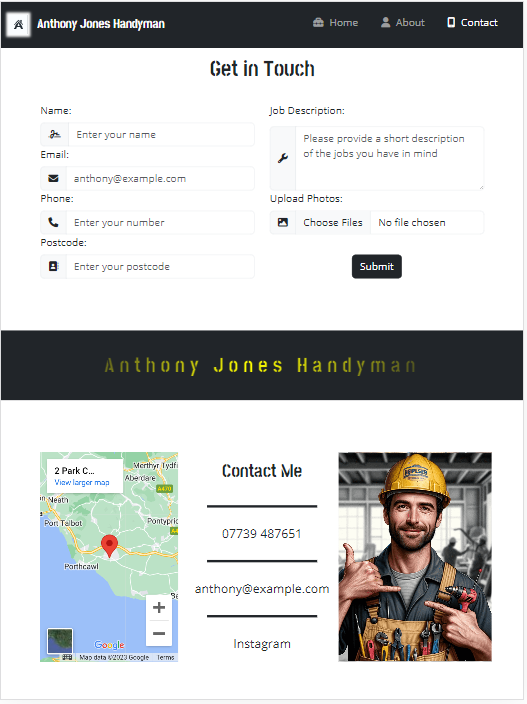 Anthony Jones Handyman
Home
About
Contact
Get in Touch
Name:
Enter your name
Email:
anthony@example.com
Phone:
Enter your number
Postcode:
Enter your postcode
Job Description:
Please provide a short description
of the jobs you have in mind
Upload Photos:
Choose Files No file chosen
Submit
Anthony Jones Handyman
2 Park C...
View larger map
Merthyr Tydf
Aberdare
A470
Neath
Port Talbot
Pontypric
Porthcawl
Google
Map data ©2023 Google Terms
Contact Me
07739 487651
anthony@example.com
Instagram